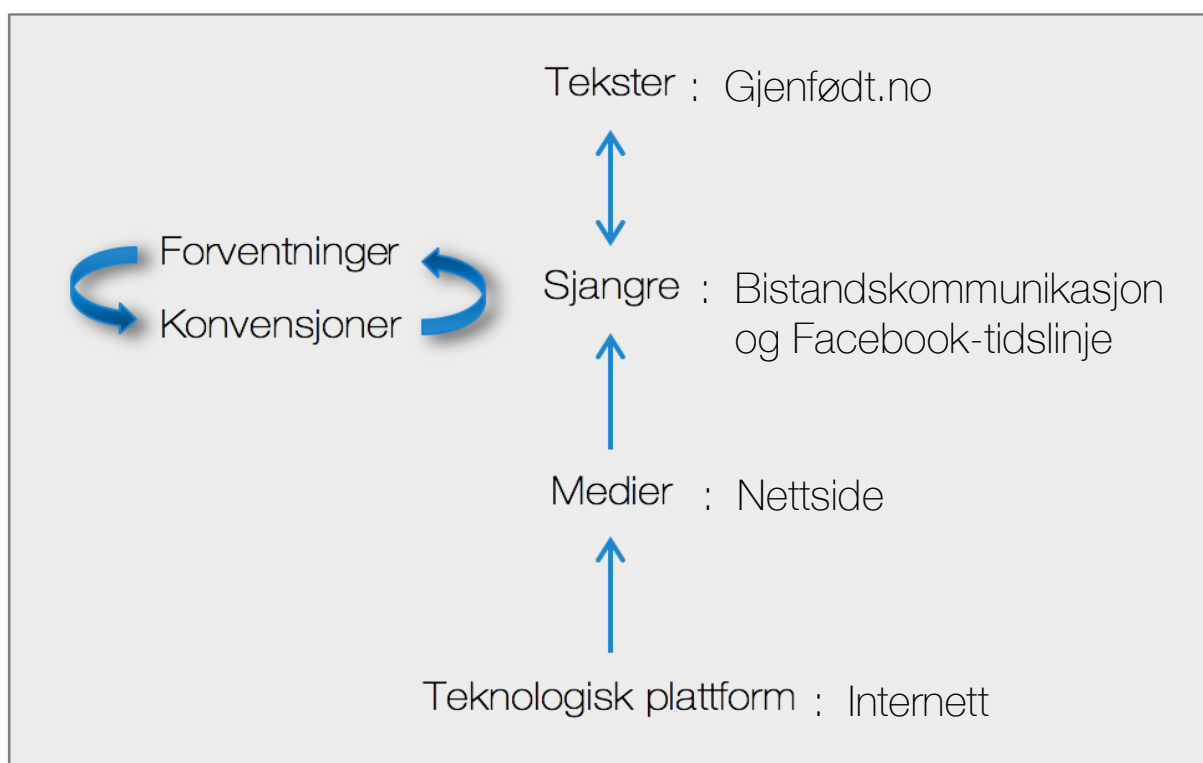 Tekster : Gjenfødt.no
Forventninger
Konvensjoner
Sjangre : Bistandskommunikasjon
og Facebook-tidslinje
Medier : Nettside
Teknologisk plattform : Internett